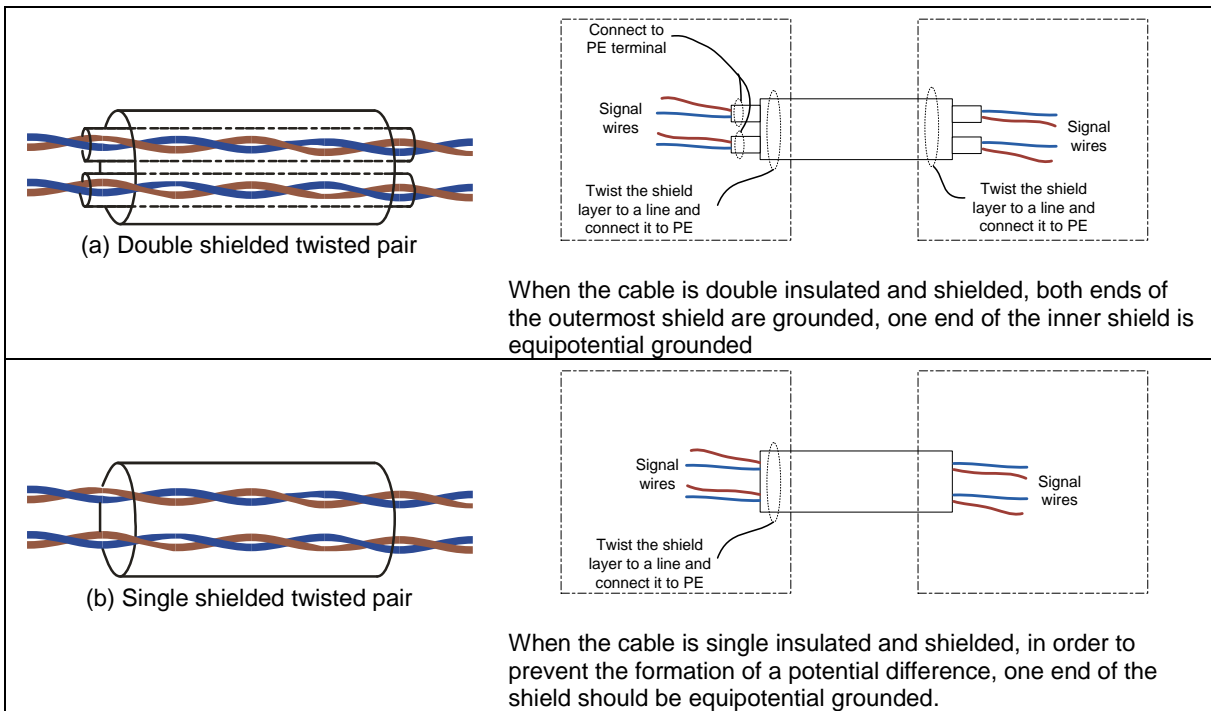 Connect to
PE terminal
Signal
wires
Signal
wires
Twist the shield
layer to a line and
connect it to PE
Twist the shield
layer to a line and
connect it to PE
(a) Double shielded twisted pair
When the cable is double insulated and shielded, both ends of
the outermost shield are grounded, one end of the inner shield is
equipotential grounded
Signal
wires
Signal
wires
Twist the shield
layer to a line and
connect it to PE
(b) Single shielded twisted pair
When the cable is single insulated and shielded, in order to
prevent the formation of a potential difference, one end of the
shield should be equipotential grounded.